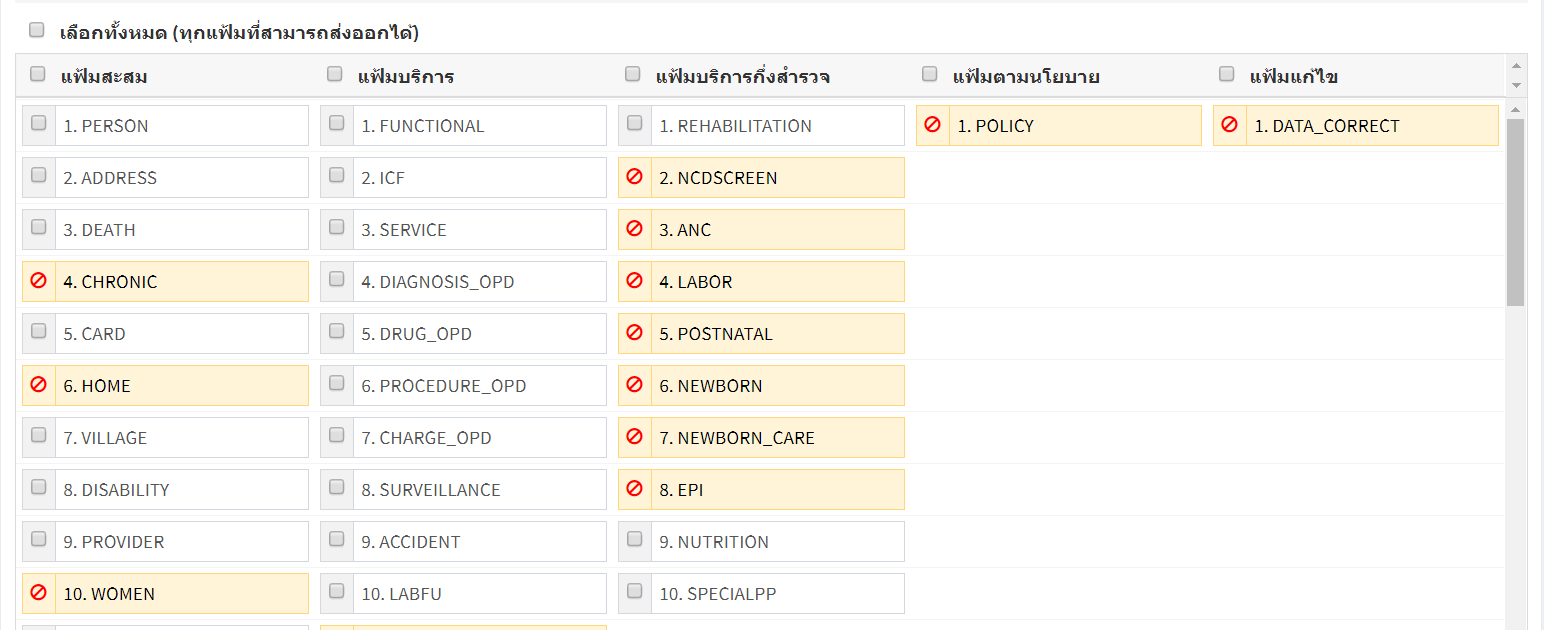 เลือกทั้งหมด (ทุกแฟ้มที่สามารถส่งออกได้)
แฟ้มสะสม แฟ้มบริการ แฟ้มบริการกึ่งสำรวจ แฟ้มตามนโยบาย แฟ้มแก้ไข
1. PERSON 1. FUNCTIONAL 1. REHABILITATION 1. POLICY 1. DATA_CORRECT
2. ADDRESS 2. ICF 2. NCDSCREEN
3. DEATH 3. SERVICE 3. ANC
4. CHRONIC 4. DIAGNOSIS_OPD 4. LABOR
5. CARD 5. DRUG_OPD 5. POSTNATAL
6. HOME 6. PROCEDURE_OPD 6. NEWBORN
7. VILLAGE 7. CHARGE_OPD 7. NEWBORN_CARE
8. DISABILITY 8. SURVEILLANCE 8. EPI
9. PROVIDER 9. ACCIDENT 9. NUTRITION
10. WOMEN 10. LABFU 10. SPECIALPP